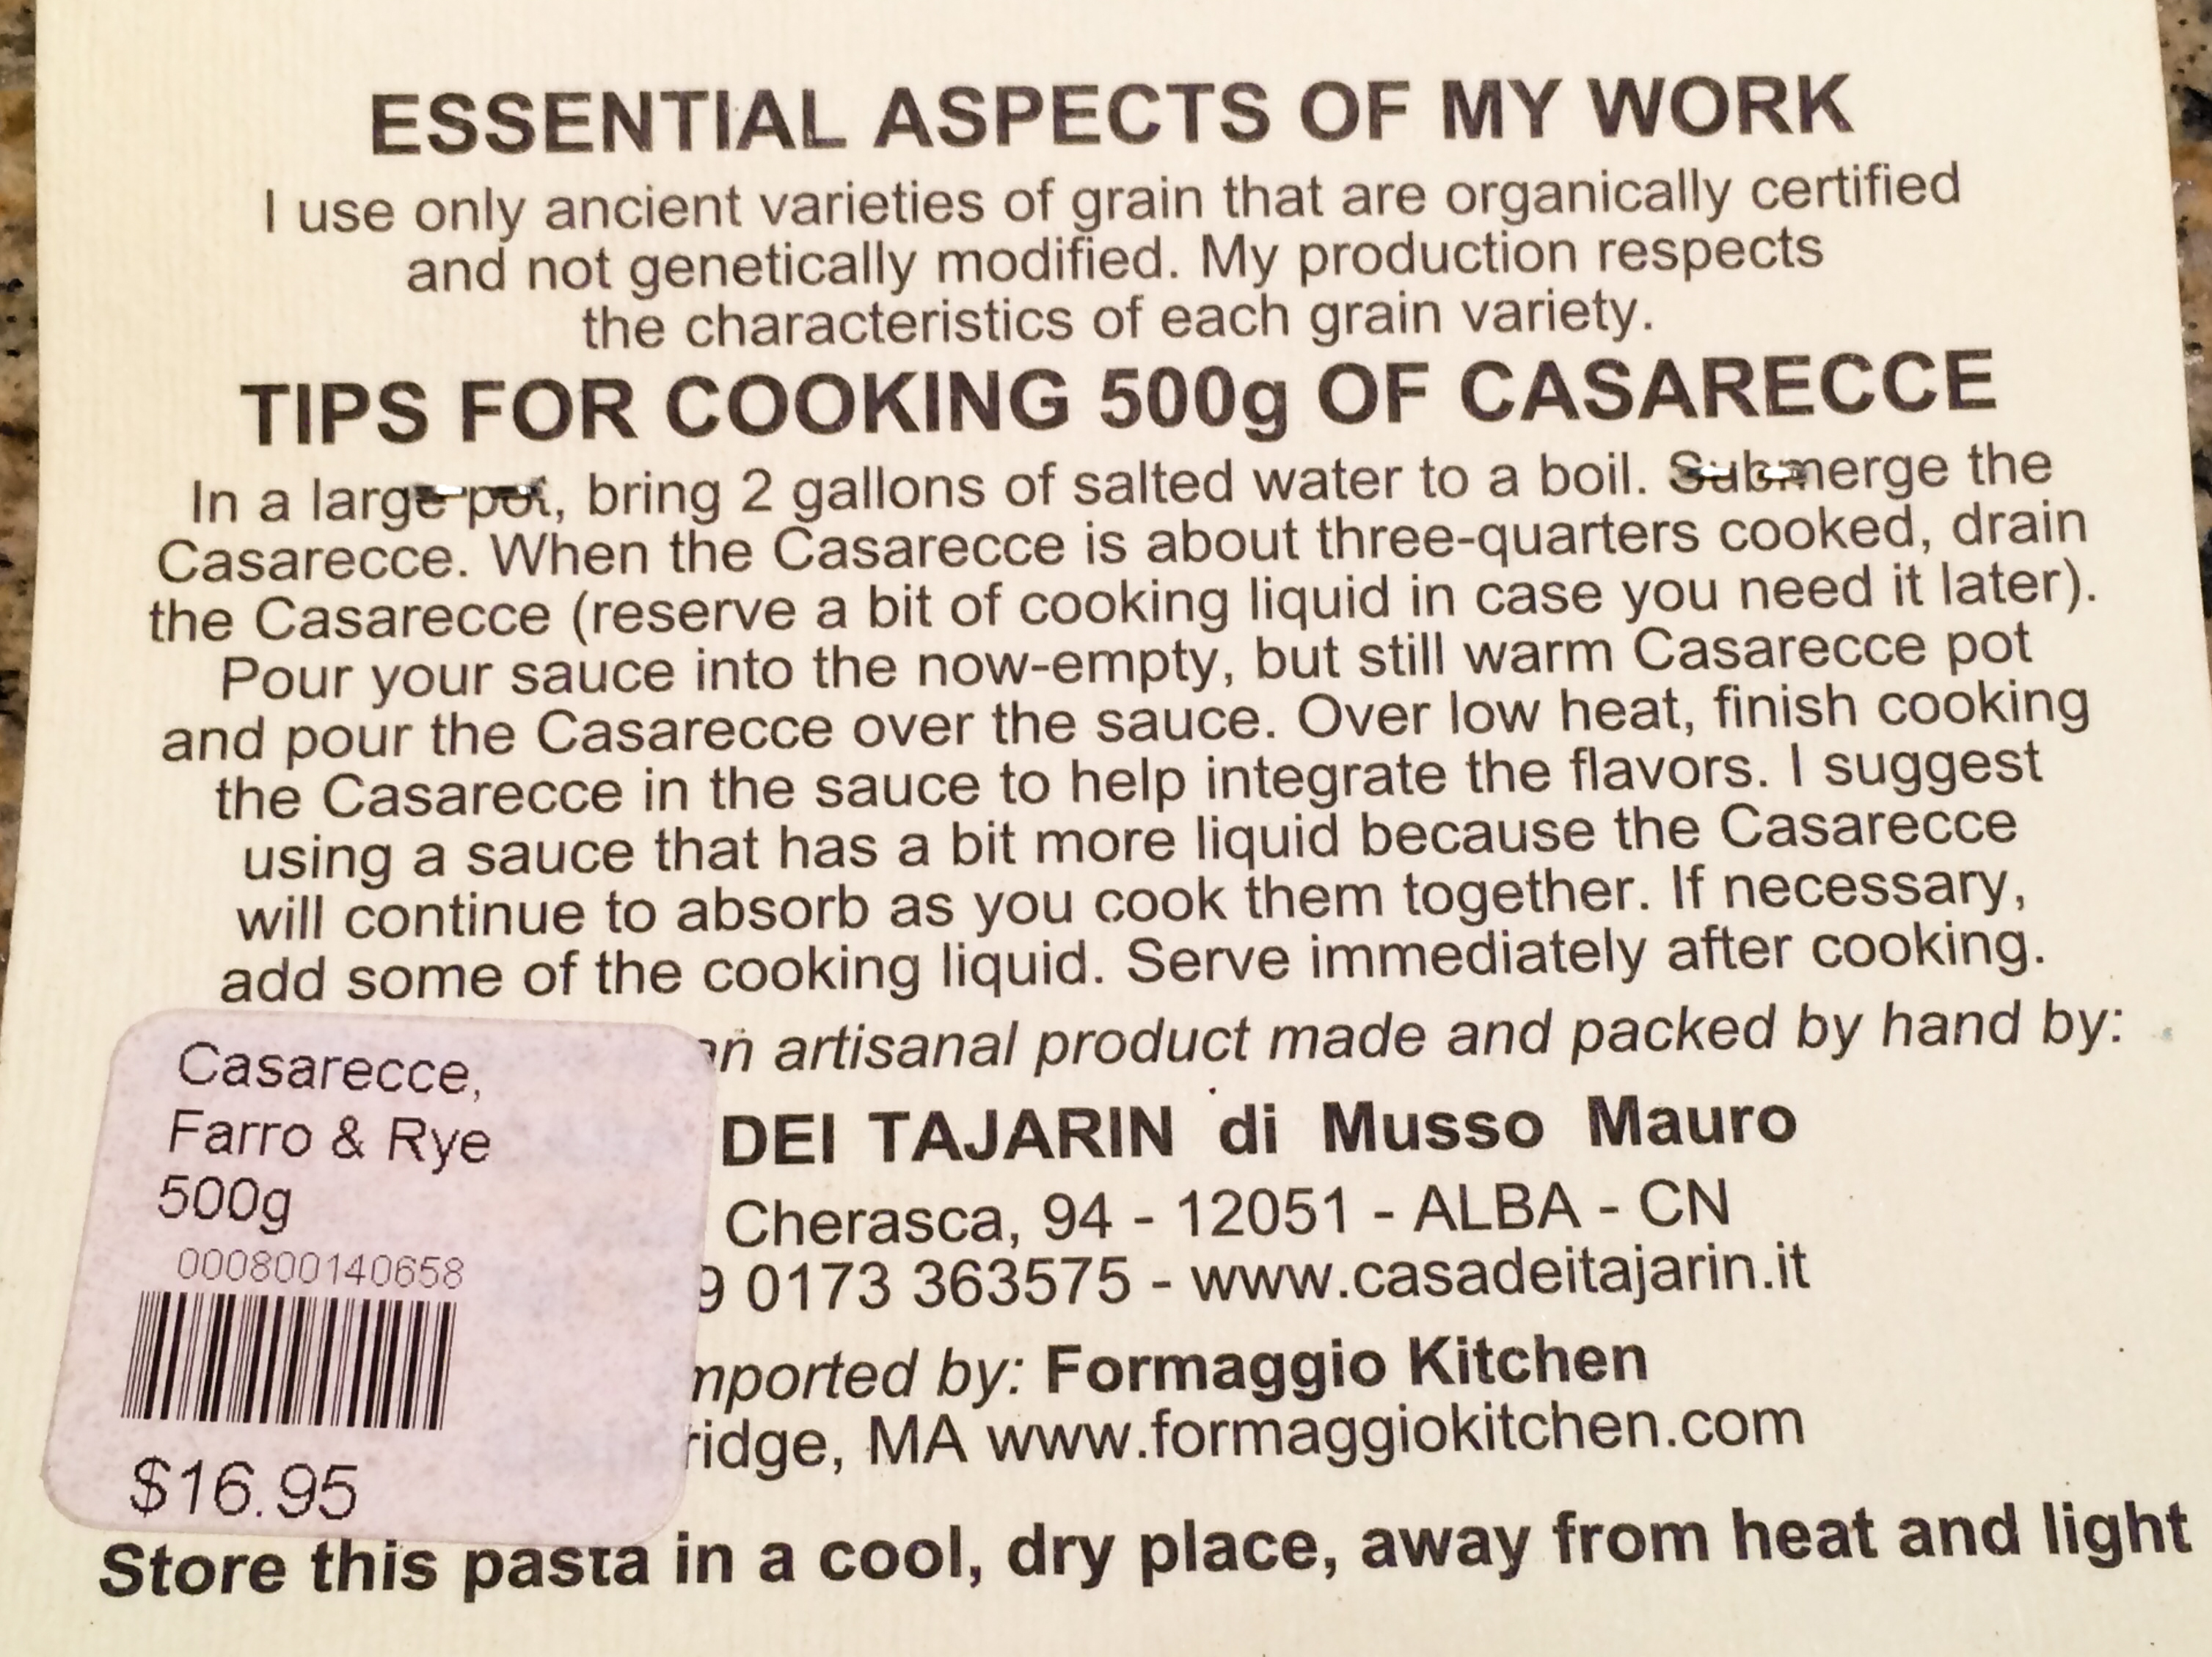 ESSENTIAL ASPECTS OF MY WORK
I use only ancient varieties of grain that are organically certified
and not genetically modified. My production respects
the characteristics of each grain variety.
TIPS FOR COOKING 500g OF CASARECCE
In a large pot, bring 2 gallons of salted water to a boil. Submerge the
Casarecce. When the Casarecce is about three-quarters cooked, drain
the Casarecce (reserve a bit of cooking liquid in case you need it later).
Pour your sauce into the now-empty, but still warm Casarecce pot
and pour the Casarecce over the sauce. Over low heat, finish cooking
the Casarecce in the sauce to help integrate the flavors. I suggest
using a sauce that has a bit more liquid because the Casarecce
will continue to absorb as you cook them together. If necessary,
add some of the cooking liquid. Serve immediately after cooking.
an artisanal product made and packed by hand by:
DEI TAJARIN di Musso Mauro
Cherasca, 94 - 12051 - ALBA - CN
9 0173 363575 - www.casadeitajarin.it
mported by: Formaggio Kitchen
ridge, MA www.formaggiokitchen.com
Casarecce,
Farro & Rye
500g
000800140658
$16.95
Store this pasta in a cool, dry place, away from heat and light